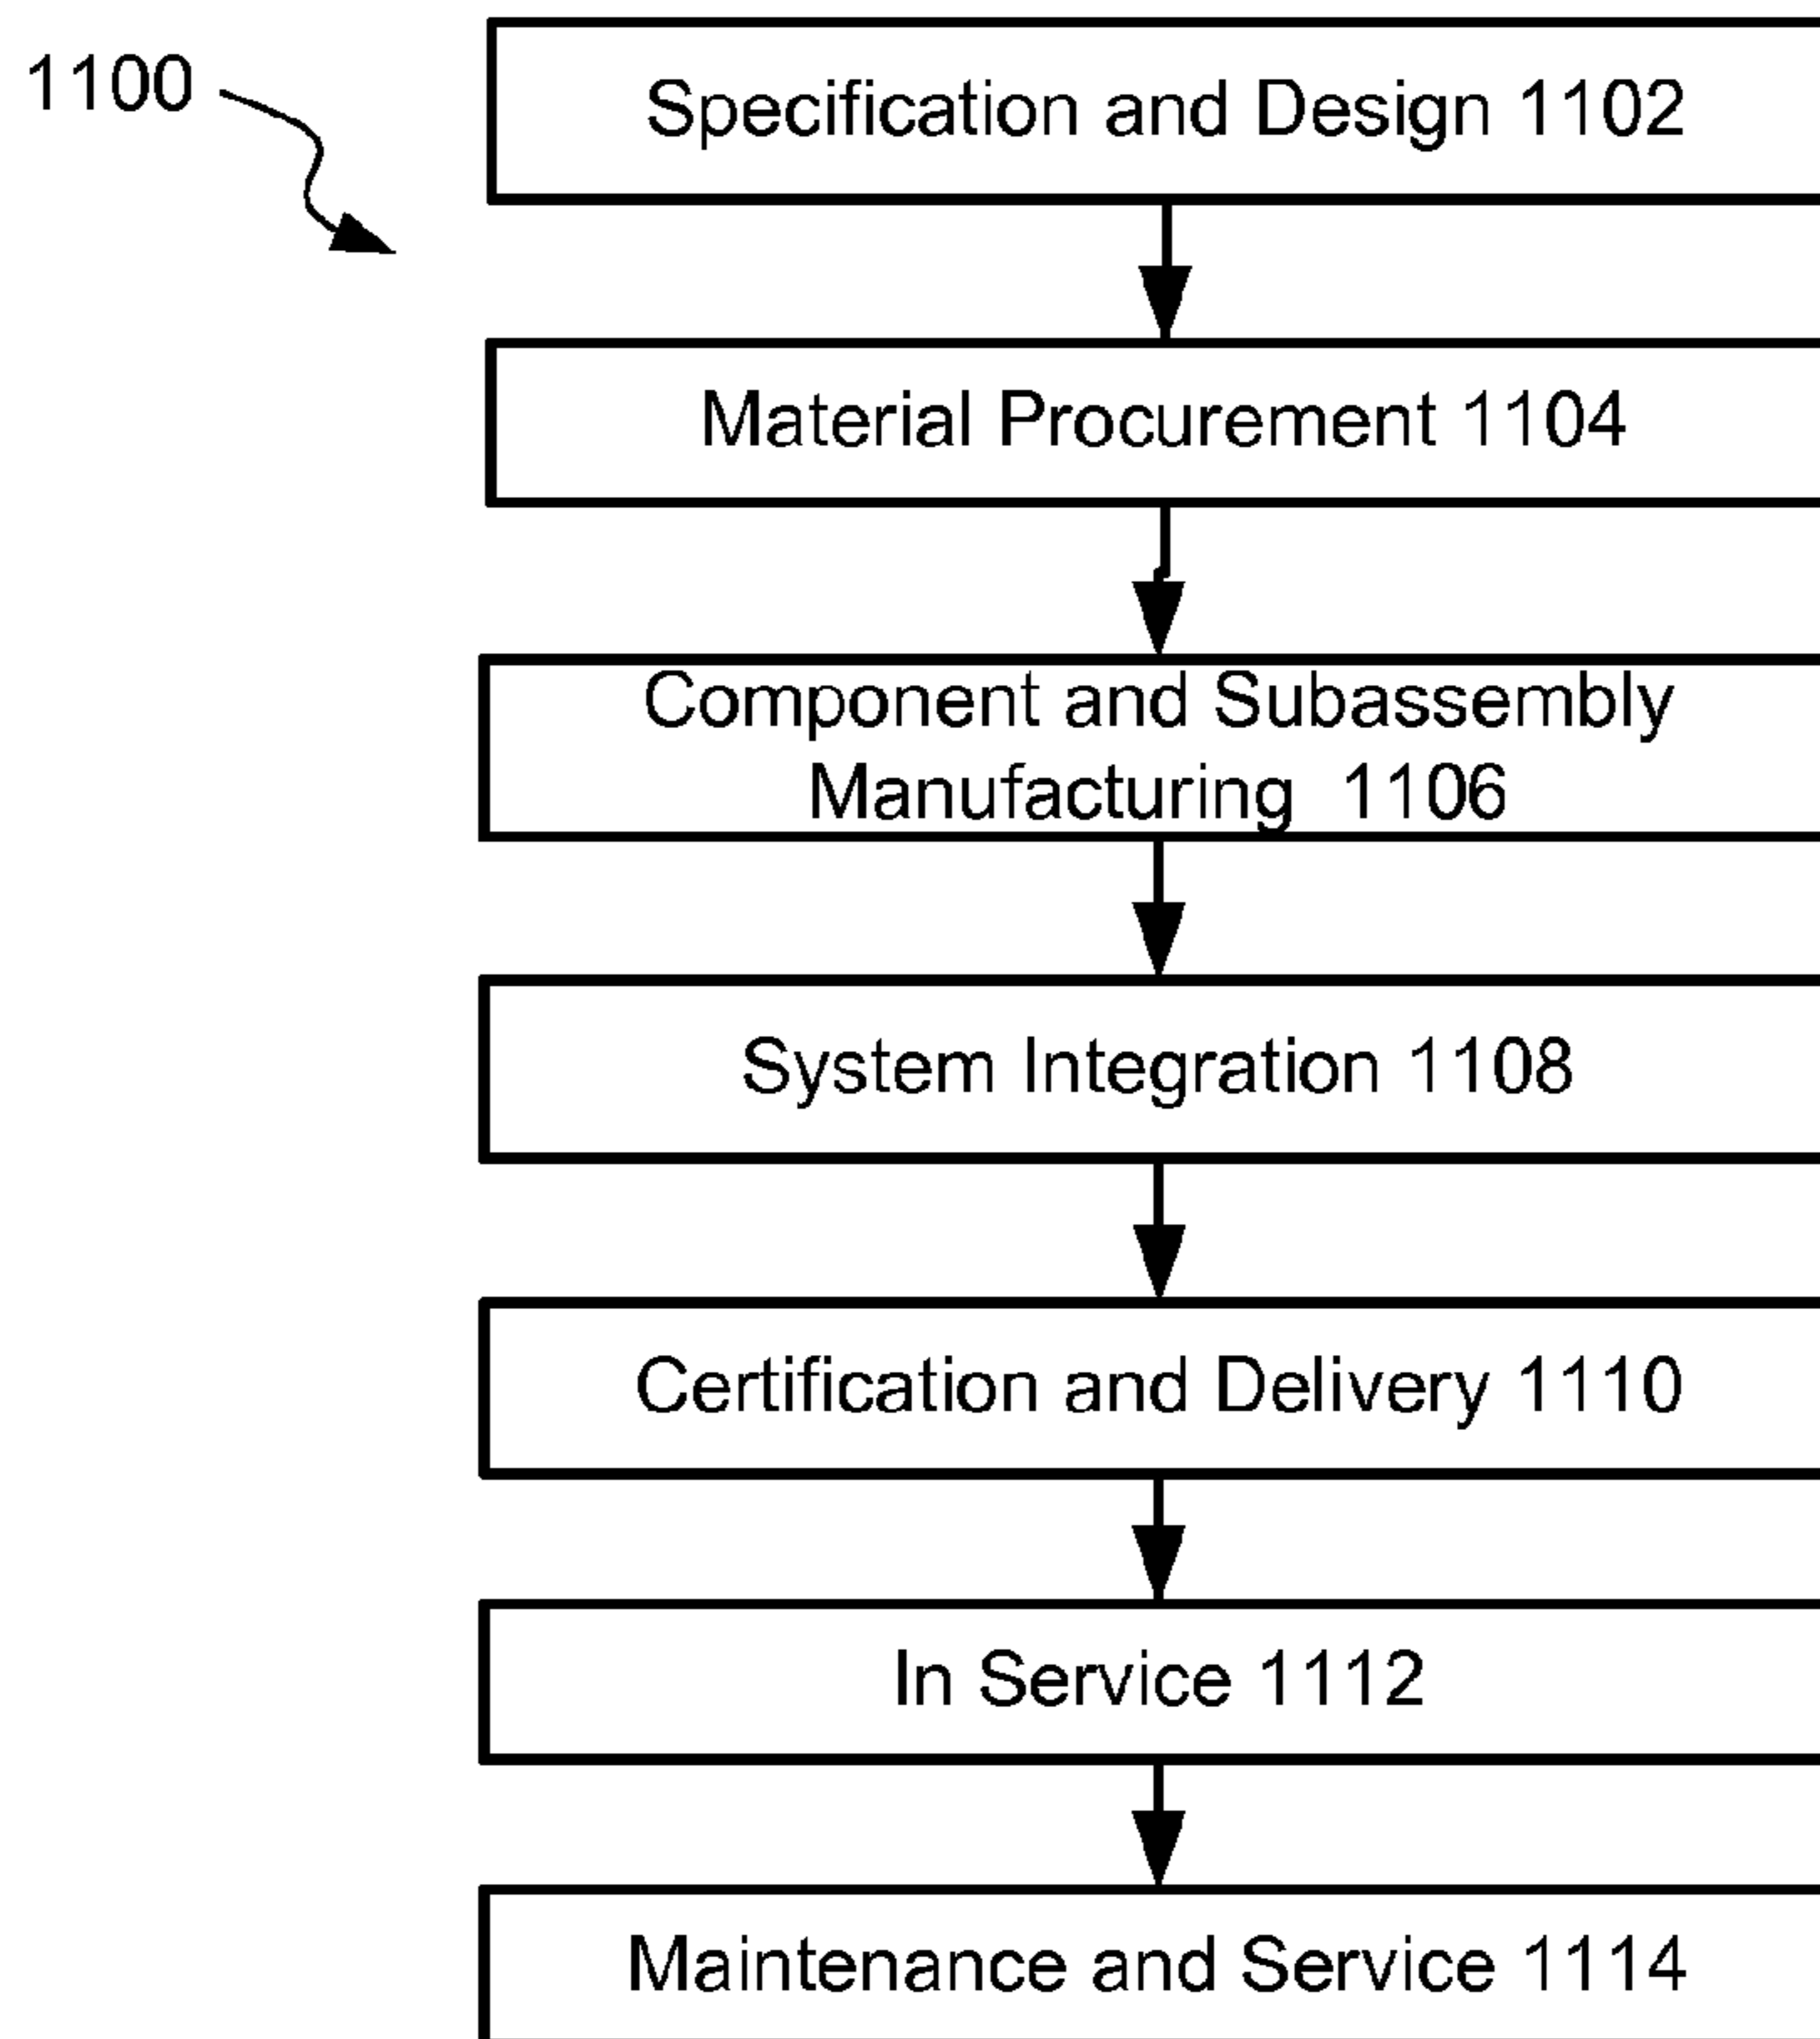 1100
Specification and Design 1102
Material Procurement 1104
Component and Subassembly
Manufacturing 1106
System Integration 1108
Certification and Delivery 1110
In Service 1112
Maintenance and Service 1114